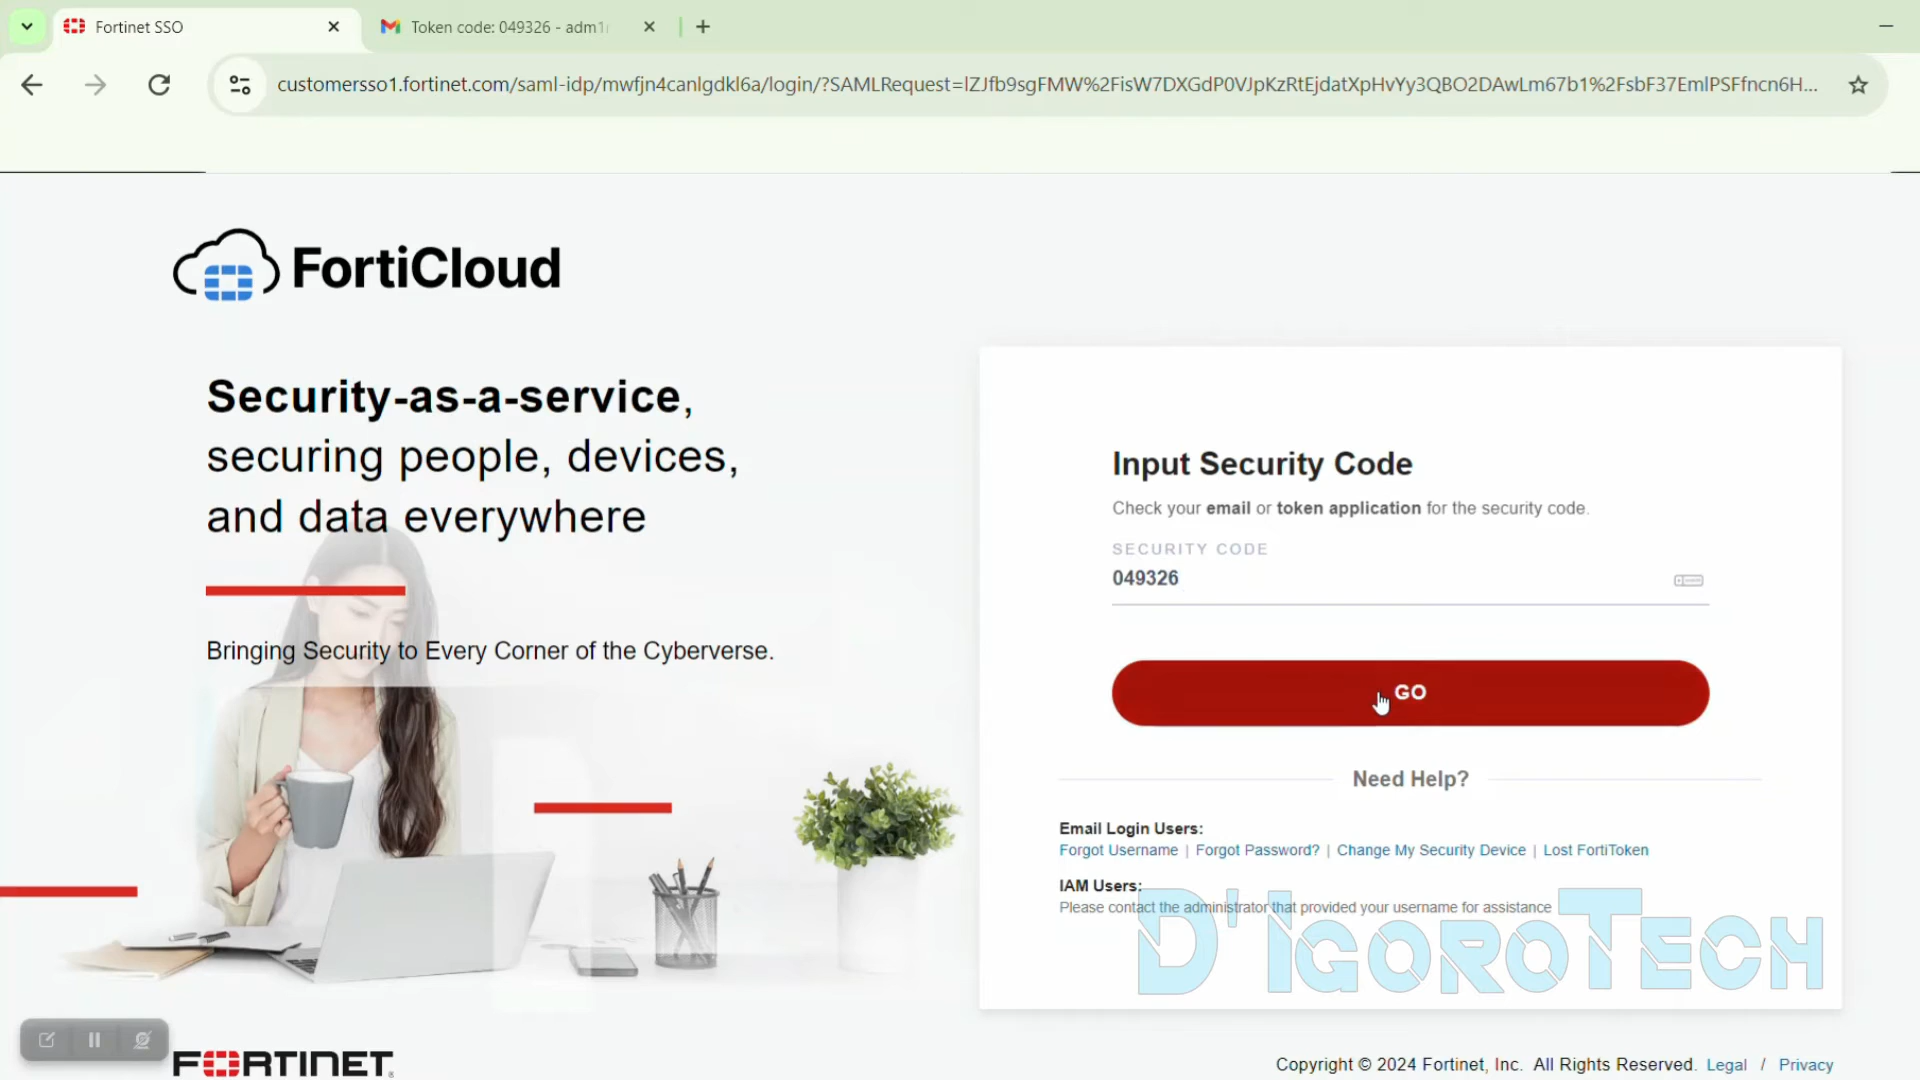 Fortinet SSO
Token code: 049326 - adm1
customersso1.fortinet.com/saml-idp/mwfjn4canlgdkl6a/login/?SAMLRequest=lZJfb9sgFMW%2FisW7DXGdP0VJpKzRtEjdatXpHvYy3QBO2DAwLm67b1%2FsbF37EmlPSFfncn6H...
FortiCloud
Security-as-a-service,
securing people, devices,
and data everywhere
Bringing Security to Every Corner of the Cyberverse.
Input Security Code
Check your email or token application for the security code.
SECURITY CODE
049326
GO
Need Help?
Email Login Users:
Forgot Username | Forgot Password? | Change My Security Device | Lost FortiToken
IAM Users:
Please contact the administrator that provided your username for assistance
D'IGOROTECH
FORTINET
Copyright © 2024 Fortinet, Inc. All Rights Reserved. Legal / Privacy